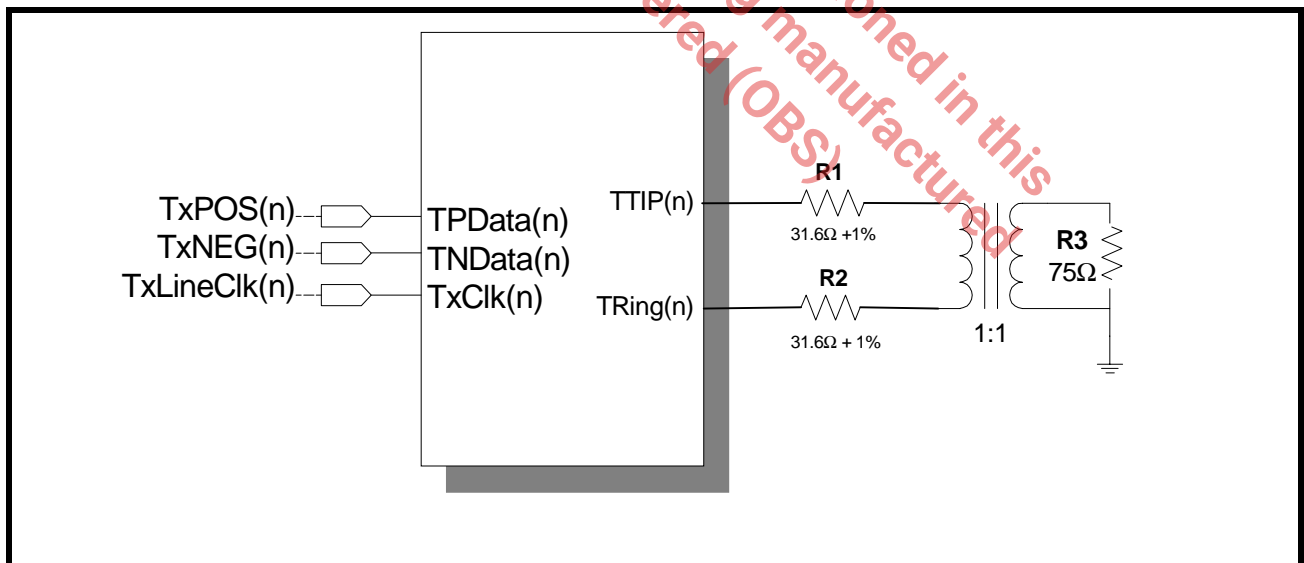 oned in this
g manufactured
ered (OBS)
TxPOS(n)
TxNEG(n)
TxLineClk(n)
TPData(n)
TNData(n)
TxClk(n)
TTIP(n)
TRing(n)
R1
31.6Ω +1%
R2
31.6Ω + 1%
1:1
R3
75Ω